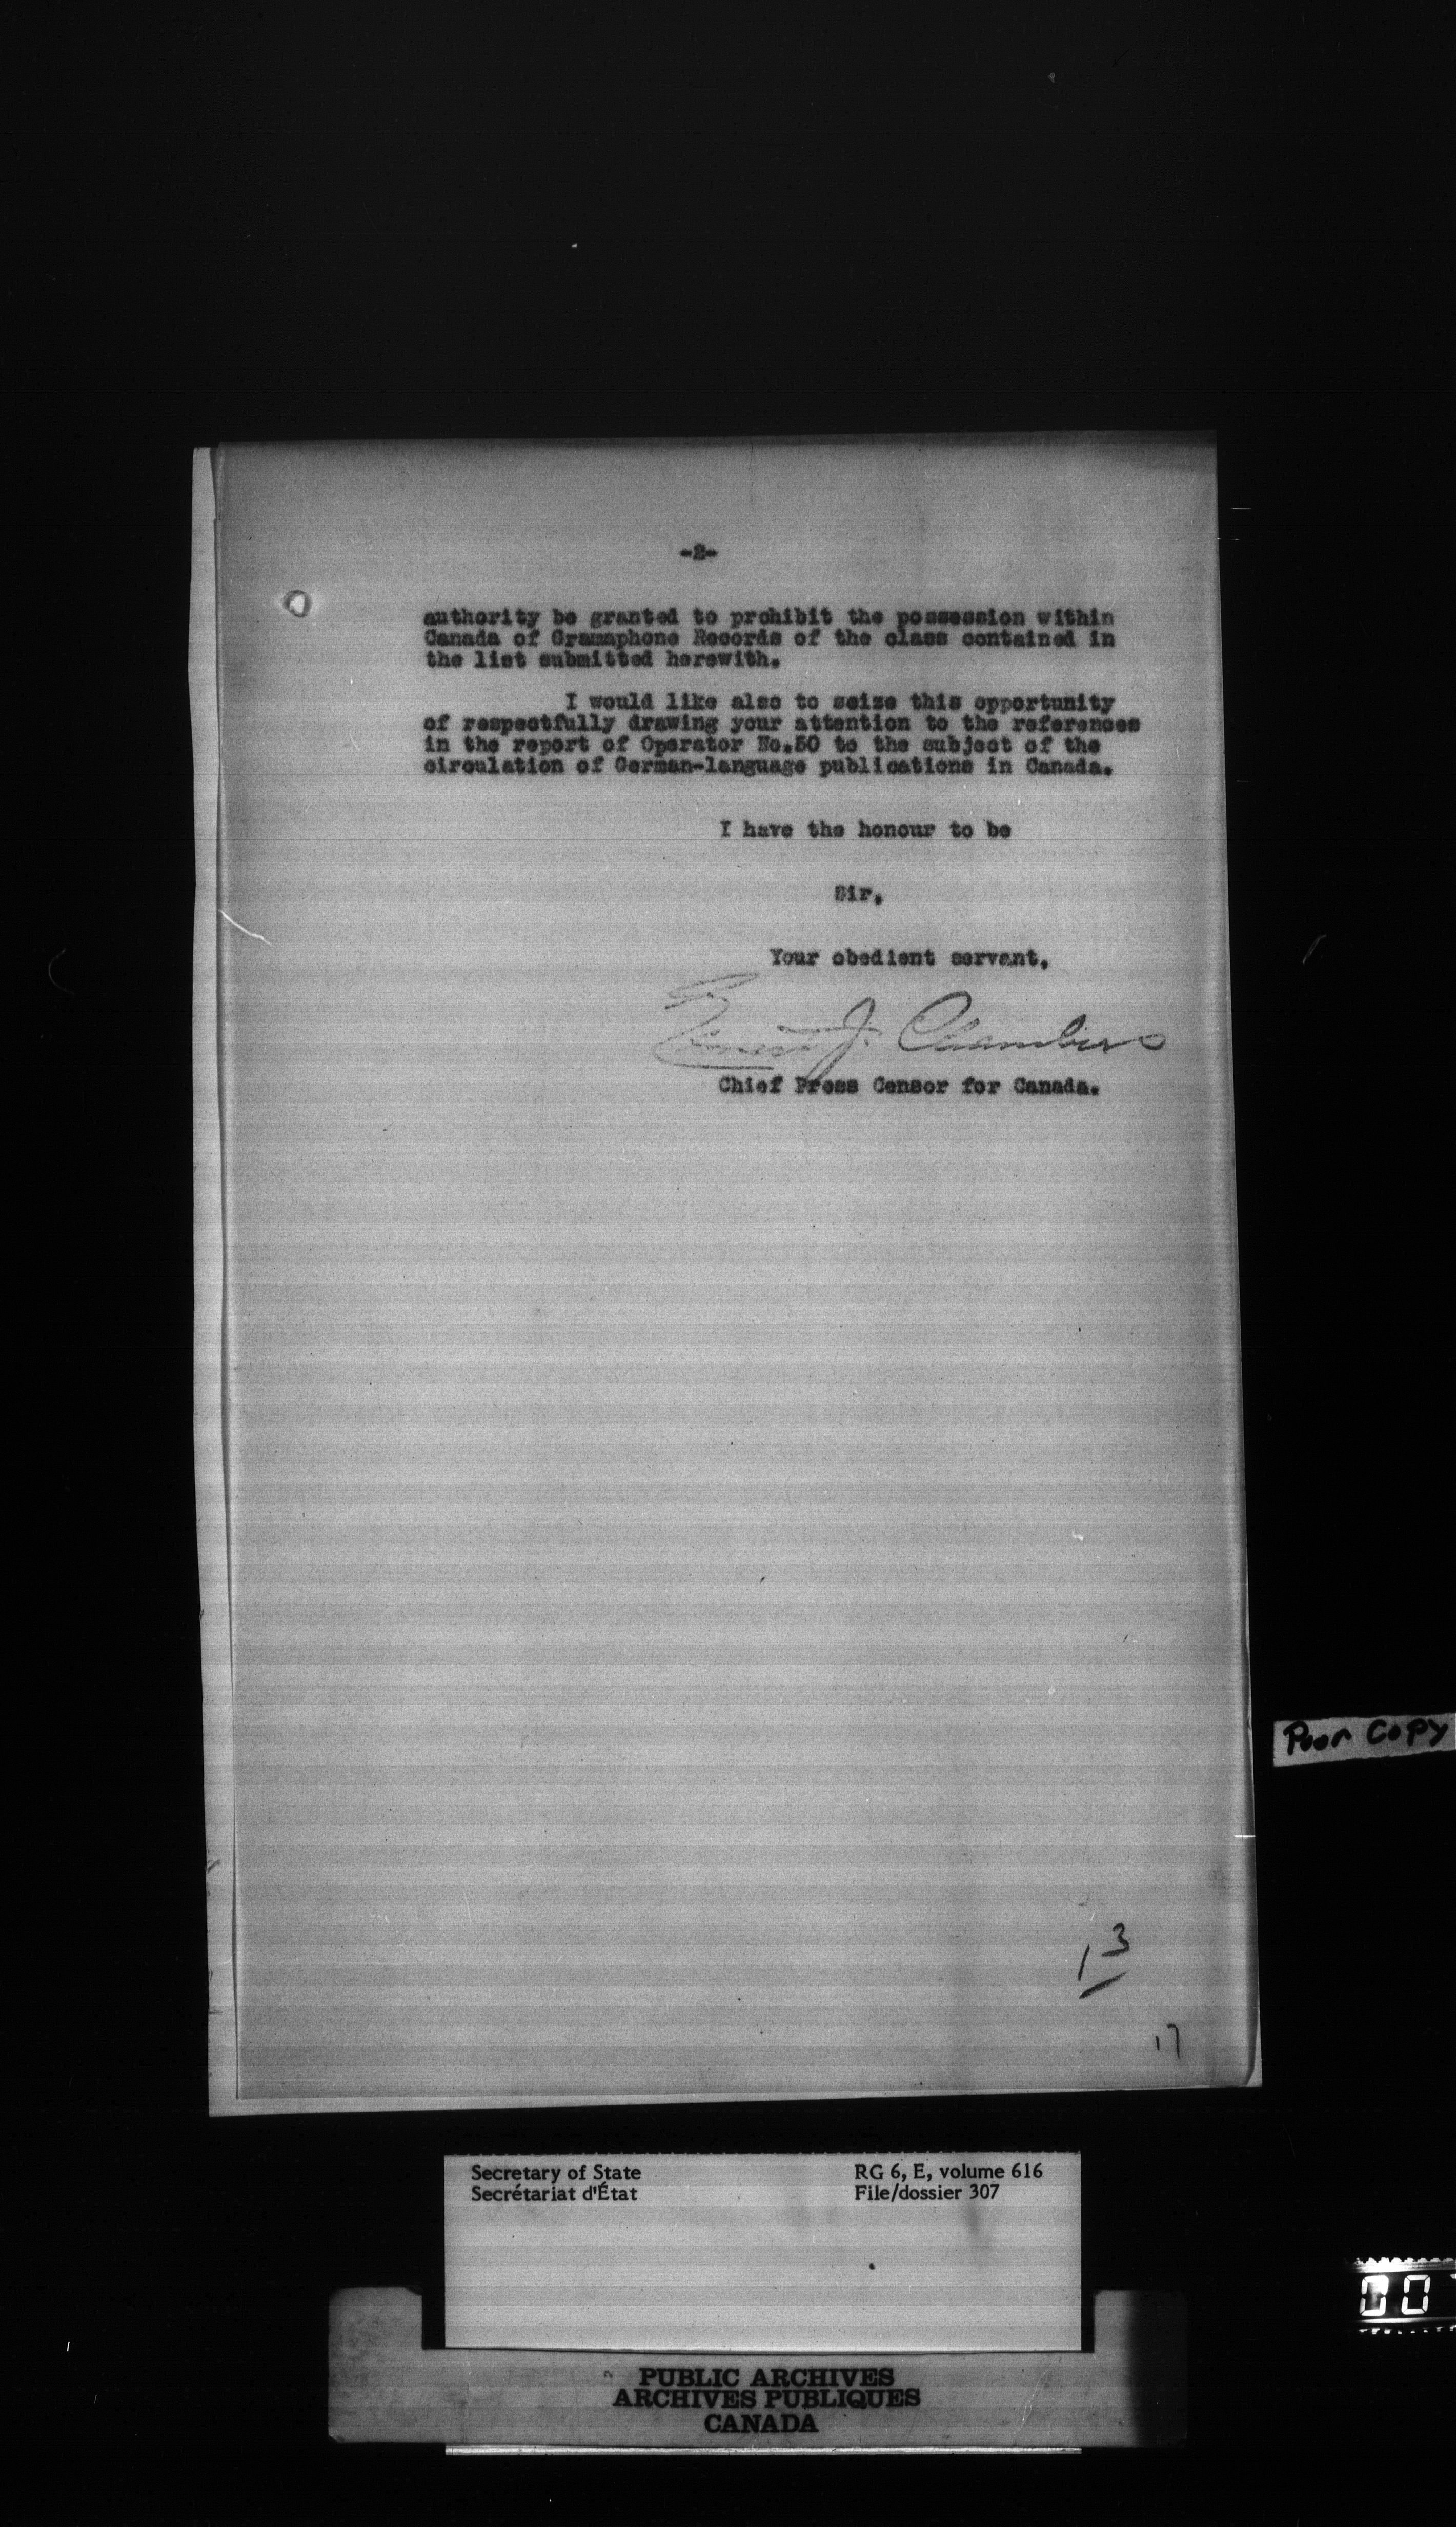 -2-
authority be granted to prohibit the possession within
Canada of Gramaphone Records of the class contained in
the list submitted herewith.
I would like also to seize this opportunity
of respectfully drawing your attention to the references
in the report of Operator No.50 to the subject of the
circulation of German-language publications in Canada.
I have the honour to be
Sir,
Your obedient servant,
Ernest J. Chambers
Chief Press Censor for Canada.
Poor Copy
13
17
Secretary of State
Secrétariat d'État
RG 6, E, volume 616
File/dossier 307
00
PUBLIC ARCHIVES
ARCHIVES PUBLIQUES
CANADA